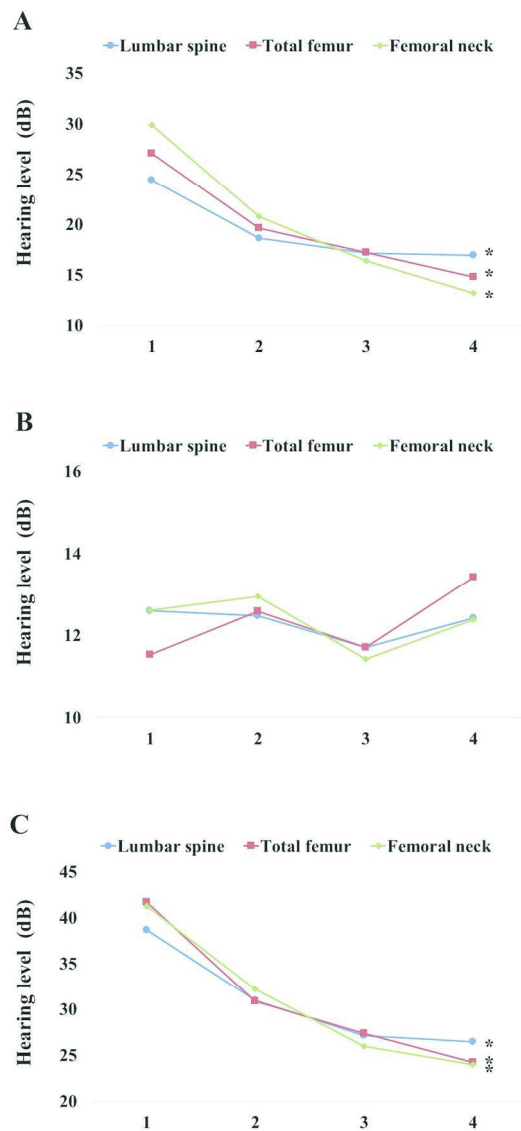 A
Lumbar spine Total femur Femoral neck
Hearing level (dB)
35
30
25
20
15
10
*
*
*
1 2 3 4
B
Lumbar spine Total femur Femoral neck
Hearing level (dB)
16
14
12
10
1 2 3 4
C
Lumbar spine Total femur Femoral neck
Hearing level (dB)
45
40
35
30
25
20
*
*
*
1 2 3 4